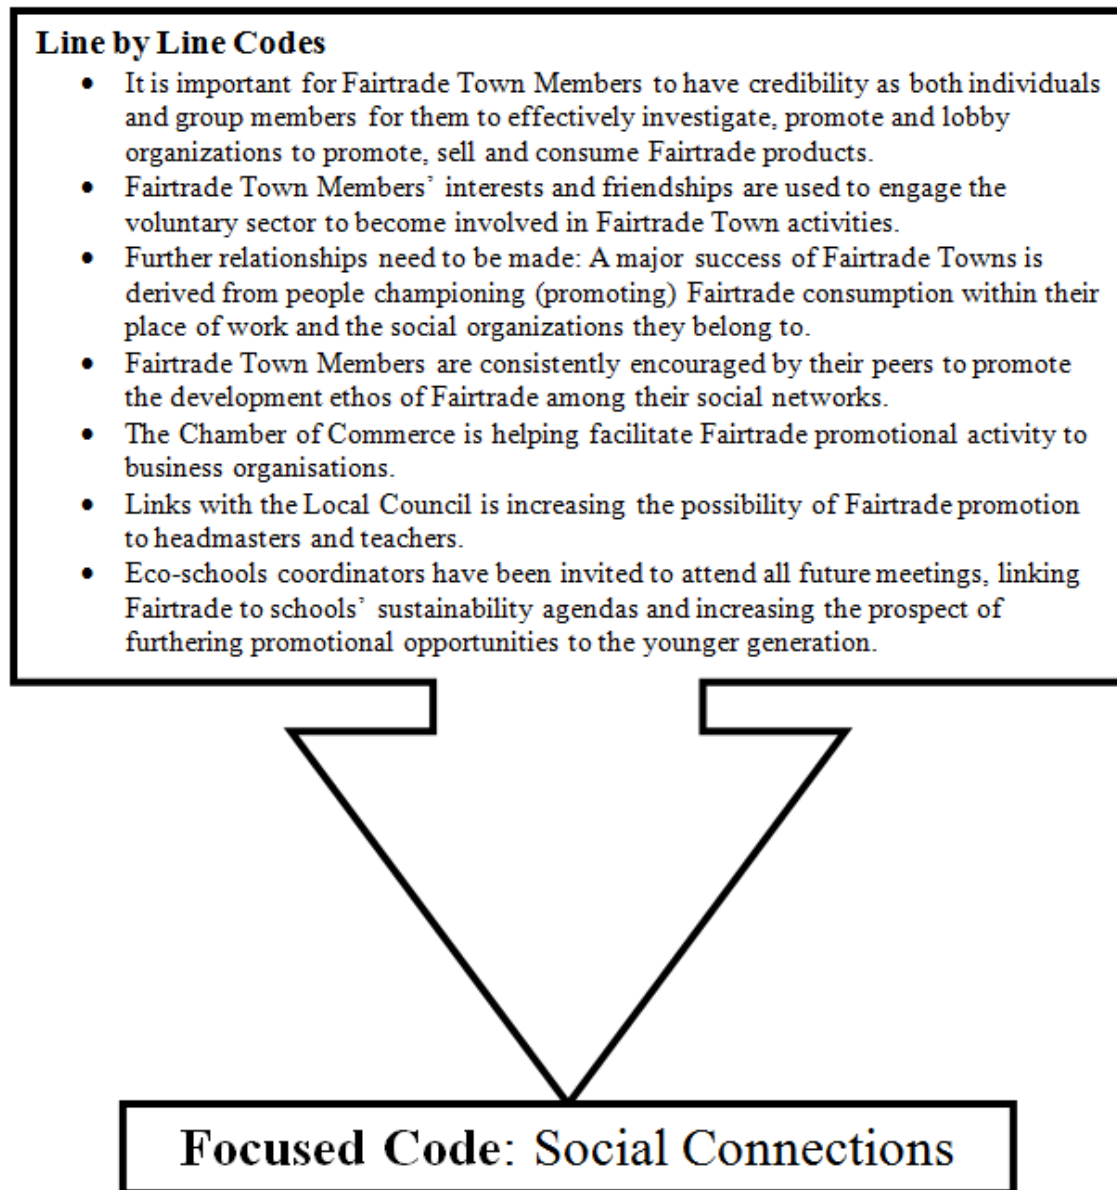 Line by Line Codes
• It is important for Fairtrade Town Members to have credibility as both individuals
and group members for them to effectively investigate, promote and lobby
organizations to promote, sell and consume Fairtrade products.
• Fairtrade Town Members’ interests and friendships are used to engage the
voluntary sector to become involved in Fairtrade Town activities.
• Further relationships need to be made: A major success of Fairtrade Towns is
derived from people championing (promoting) Fairtrade consumption within their
place of work and the social organizations they belong to.
• Fairtrade Town Members are consistently encouraged by their peers to promote
the development ethos of Fairtrade among their social networks.
• The Chamber of Commerce is helping facilitate Fairtrade promotional activity to
business organisations.
• Links with the Local Council is increasing the possibility of Fairtrade promotion
to headmasters and teachers.
• Eco-schools coordinators have been invited to attend all future meetings, linking
Fairtrade to schools’ sustainability agendas and increasing the prospect of
furthering promotional opportunities to the younger generation.
Focused Code: Social Connections